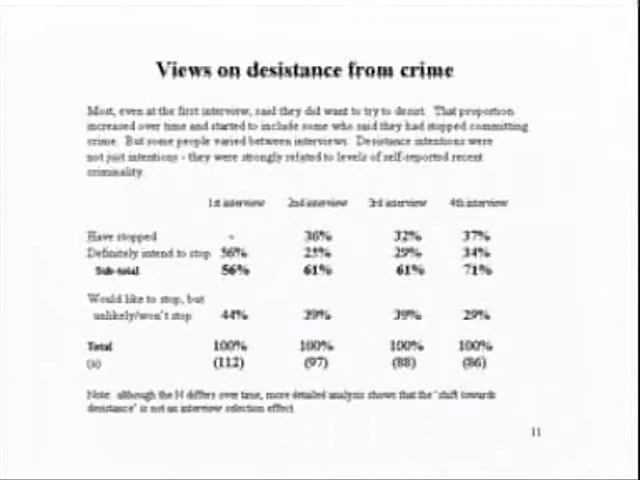 Views on desistance from crime
Most, even at the first interview, said they did want to try to desist. That proportion
increased over time and started to include some who said they had stopped committing
crime. But some people varied between interviews. Desistance intentions were
not just intentions - they were strongly related to levels of self-reported recent
criminality.
1st interview 2nd interview 3rd interview 4th interview
Have stopped - 36% 32% 37%
Definitely intend to stop 56% 25% 29% 34%
Sub-total 56% 61% 61% 71%
Would like to stop, but
unlikely/won't stop 44% 39% 39% 29%
Total 100% 100% 100% 100%
(n) (112) (97) (88) (86)
Note: although the N differs over time, more detailed analysis shows that the 'shift towards
desistance' is not an interview selection effect
11